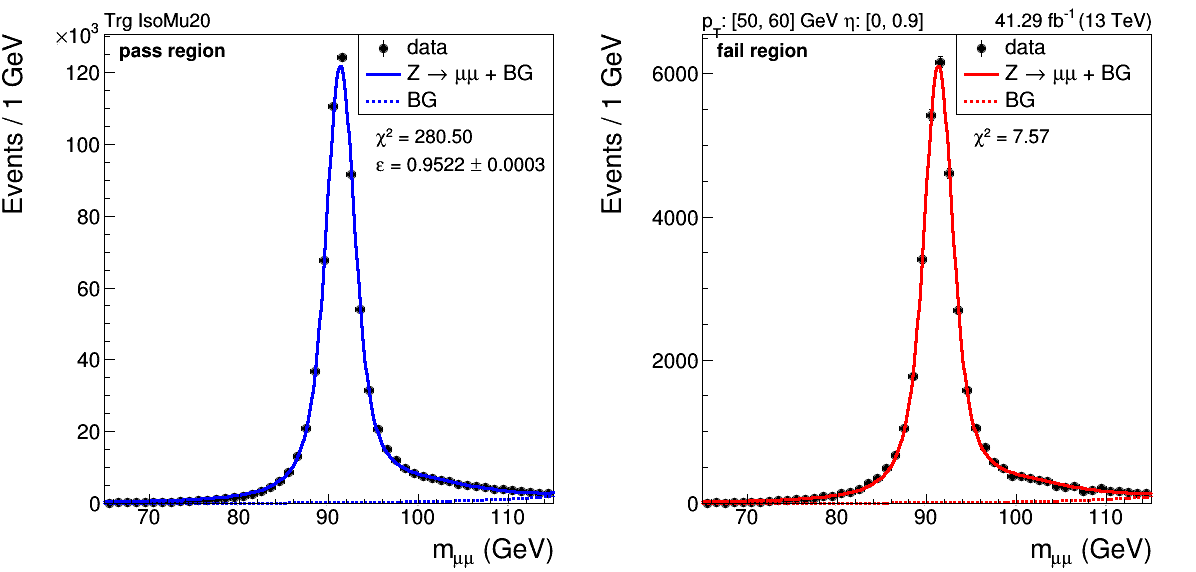 Trg IsoMu20
×10³
pass region
data
Z → μμ + BG
BG
χ² = 280.50
ε = 0.9522 ± 0.0003
Events / 1 GeV
120
100
80
60
40
20
0
70 80 90 100 110
m_μμ (GeV)
p_T: [50, 60] GeV η: [0, 0.9] 41.29 fb⁻¹ (13 TeV)
fail region
data
Z → μμ + BG
BG
χ² = 7.57
Events / 1 GeV
6000
4000
2000
0
70 80 90 100 110
m_μμ (GeV)